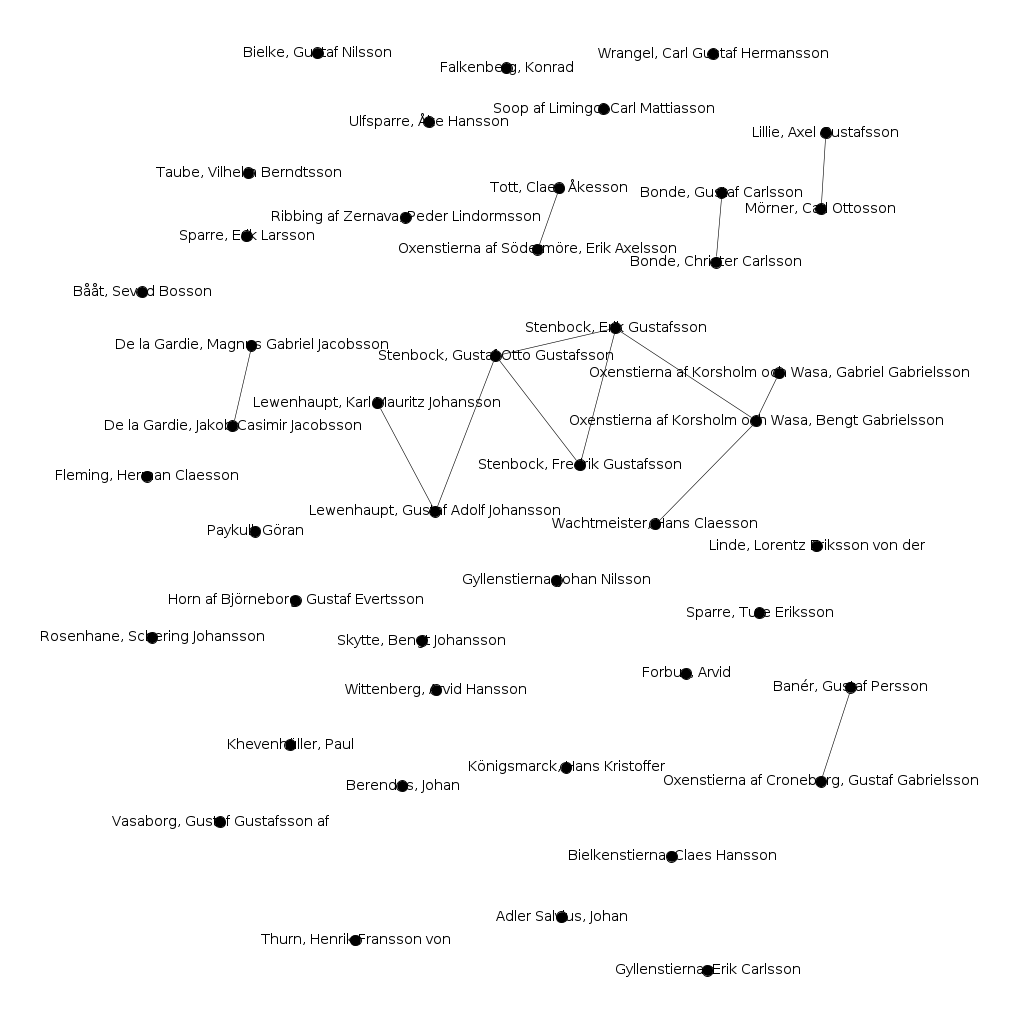 Bielke, Gustaf Nilsson
Wrangel, Carl Gustaf Hermansson
Falkenberg, Konrad
Soop af Limingo, Carl Mattiasson
Ulfsparre, Åke Hansson
Lillie, Axel Gustafsson
Taube, Vilhelm Berndtsson
Tott, Claes Åkesson
Bonde, Gustaf Carlsson
Mörner, Carl Ottosson
Ribbing af Zernava, Peder Lindormsson
Sparre, Erik Larsson
Oxenstierna af Södermöre, Erik Axelsson
Bonde, Christer Carlsson
Bååt, Seved Bosson
Stenbock, Erik Gustafsson
De la Gardie, Magnus Gabriel Jacobsson
Stenbock, Gustaf Otto Gustafsson
Oxenstierna af Korsholm och Wasa, Gabriel Gabrielsson
Lewenhaupt, Karl Mauritz Johansson
Oxenstierna af Korsholm och Wasa, Bengt Gabrielsson
De la Gardie, Jakob Casimir Jacobsson
Stenbock, Fredrik Gustafsson
Fleming, Herman Claesson
Lewenhaupt, Gustaf Adolf Johansson
Wachtmeister, Hans Claesson
Paykull, Göran
Linde, Lorentz Eriksson von der
Gyllenstierna, Johan Nilsson
Horn af Björneborg, Gustaf Evertsson
Sparre, Ture Eriksson
Rosenhane, Schering Johansson
Skytte, Bengt Johansson
Forbus, Arvid
Wittenberg, Arvid Hansson
Banér, Gustaf Persson
Khevenhüller, Paul
Königsmarck, Hans Kristoffer
Oxenstierna af Croneborg, Gustaf Gabrielsson
Berendes, Johan
Vasaborg, Gustaf Gustafsson af
Bielkenstierna, Claes Hansson
Adler Salvius, Johan
Thurn, Henrik Fransson von
Gyllenstierna, Erik Carlsson